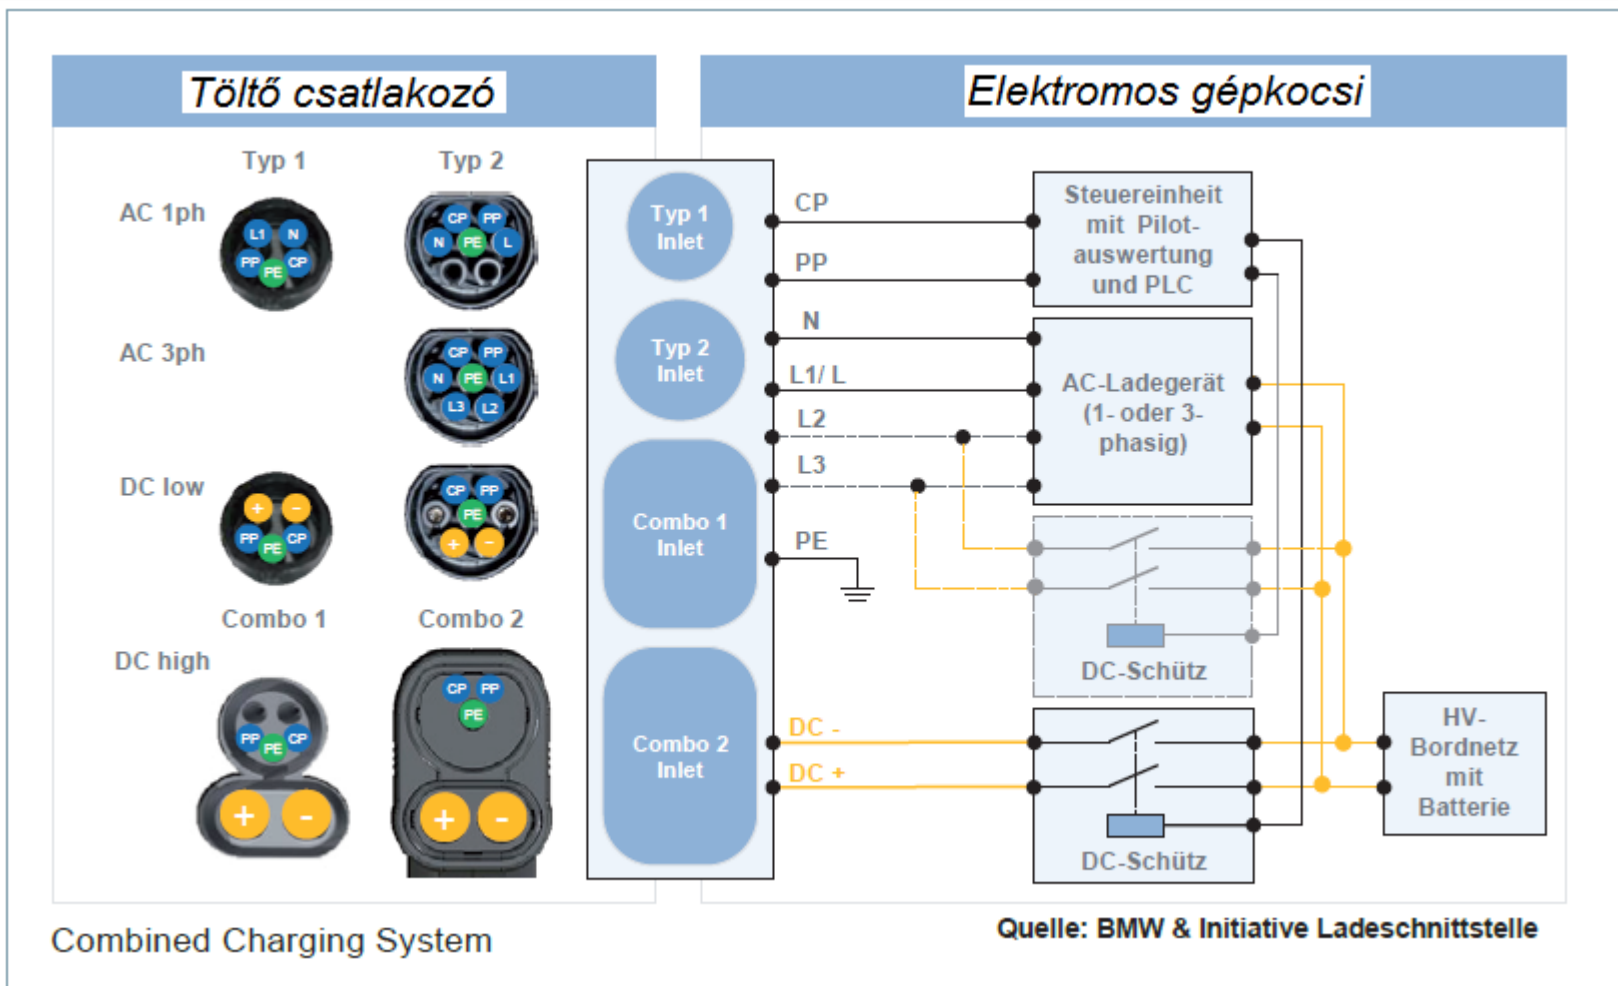 Töltő csatlakozó
Elektromos gépkocsi
Typ 1
Typ 2
AC 1ph
L1 N
PP PE CP
CP PP
N PE L
AC 3ph
CP PP
N PE L1
L3 L2
DC low
+ -
PP PE CP
CP PP
PE
+ -
Combo 1
Combo 2
DC high
PP PE CP
+ -
CP PP
PE
+ -
Typ 1
Inlet
Typ 2
Inlet
Combo 1
Inlet
Combo 2
Inlet
CP
PP
N
L1/ L
L2
L3
PE
DC -
DC +
Steuereinheit
mit Pilot-
auswertung
und PLC
AC-Ladegerät
(1- oder 3-
phasig)
DC-Schütz
DC-Schütz
HV-
Bordnetz
mit
Batterie
Combined Charging System
Quelle: BMW & Initiative Ladeschnittstelle